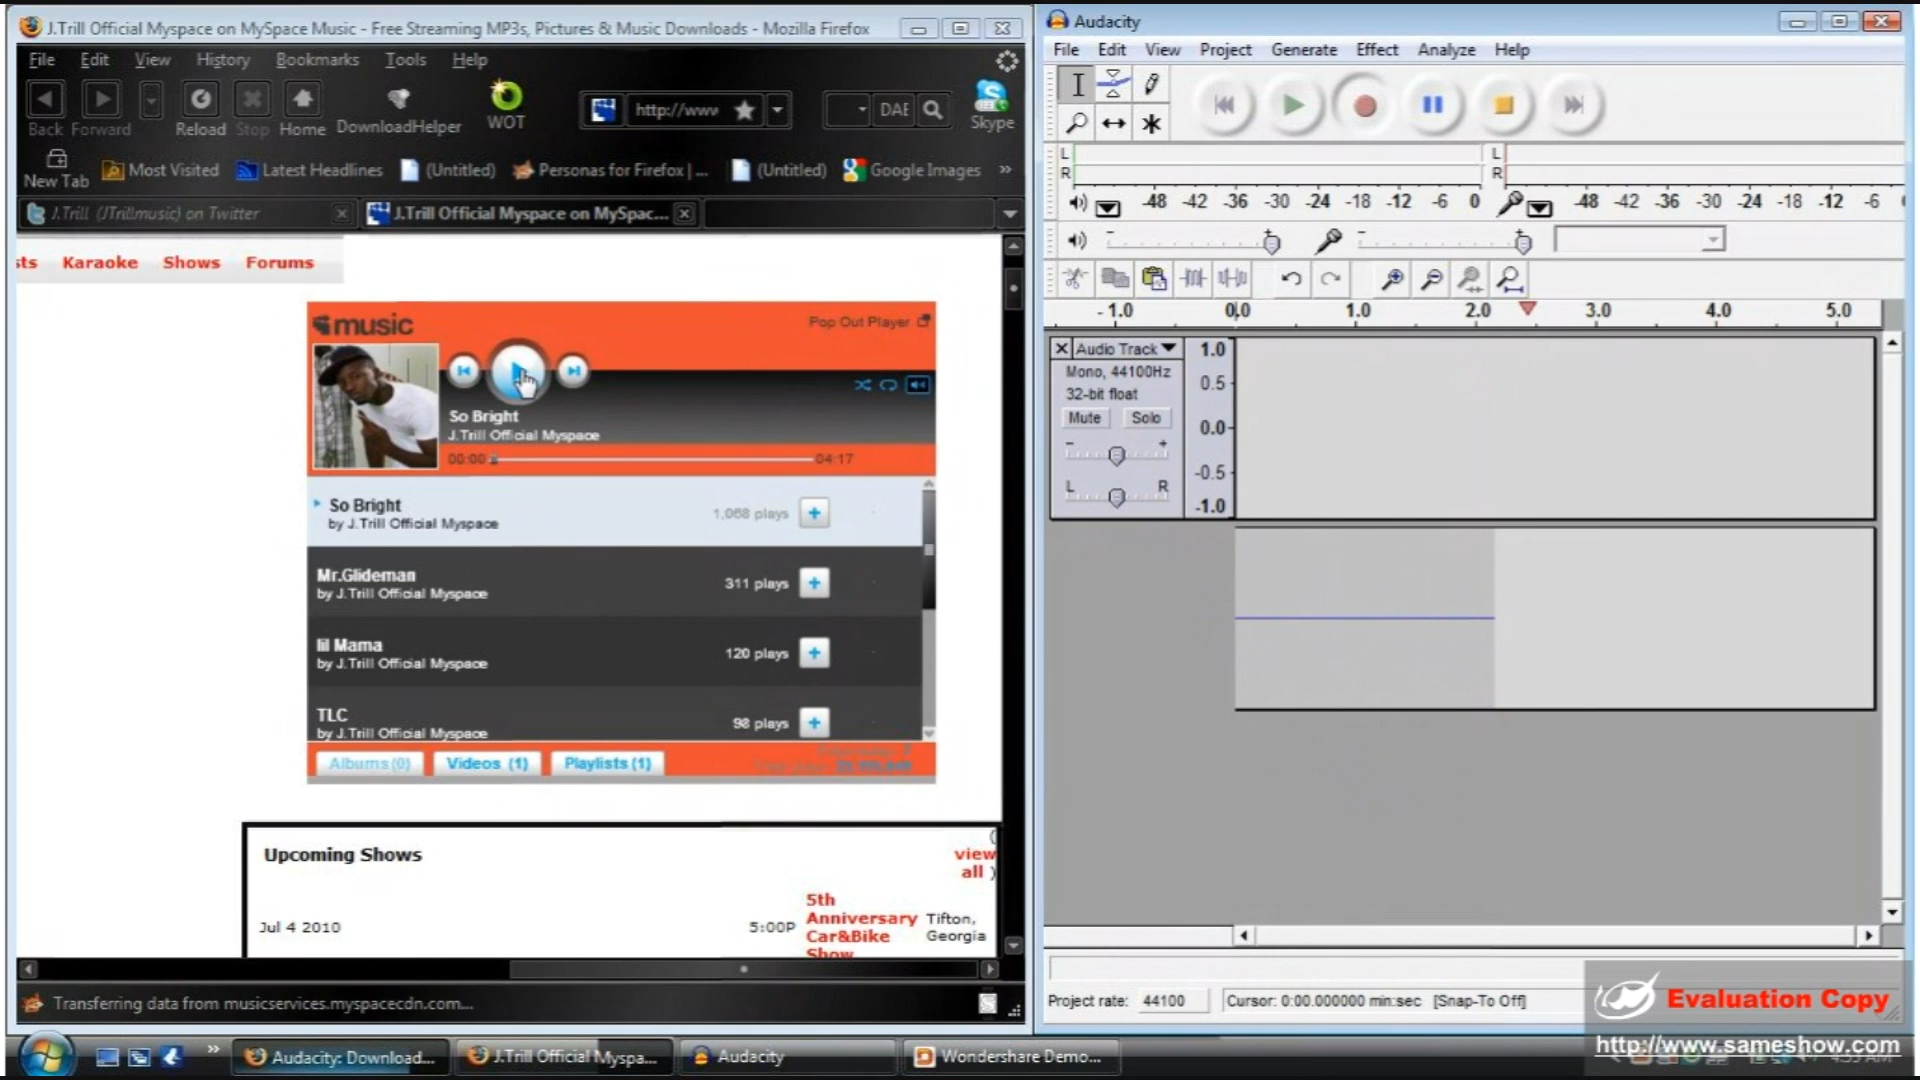 J.Trill Official Myspace on MySpace Music - Free Streaming MP3s, Pictures & Music Downloads - Mozilla Firefox
File Edit View History Bookmarks Tools Help
Back Forward Reload Stop Home DownloadHelper WOT http://www DAE Skype
New Tab Most Visited Latest Headlines (Untitled) Personas for Firefox | ... (Untitled) Google Images »
J.Trill (JTrillmusic) on Twitter J.Trill Official Myspace on MySpac...
sts Karaoke Shows Forums
music
Pop Out Player
So Bright
J.Trill Official Myspace
00:00 04:17
So Bright
by J.Trill Official Myspace
1,068 plays +
Mr.Glideman
by J.Trill Official Myspace
311 plays +
lil Mama
by J.Trill Official Myspace
120 plays +
TLC
by J.Trill Official Myspace
98 plays +
Albums (0) Videos (1) Playlists (1)
Upcoming Shows
( view all )
Jul 4 2010 5:00P
5th
Anniversary
Car&Bike
Show
Tifton,
Georgia
Transferring data from musicservices.myspacecdn.com...
Audacity
File Edit View Project Generate Effect Analyze Help
L
R
-48 -42 -36 -30 -24 -18 -12 -6 0
L
R
-48 -42 -36 -30 -24 -18 -12 -6
-1.0 0,0 1.0 2.0 3.0 4.0 5.0
X Audio Track
Mono, 44100Hz
32-bit float
Mute Solo
- +
L R
1.0
0.5
0.0
-0.5
-1.0
Project rate: 44100 Cursor: 0:00.000000 min:sec [Snap-To Off]
Evaluation Copy
http://www.sameshow.com
» Audacity: Download... J.Trill Official Myspa... Audacity Wondershare Demo...